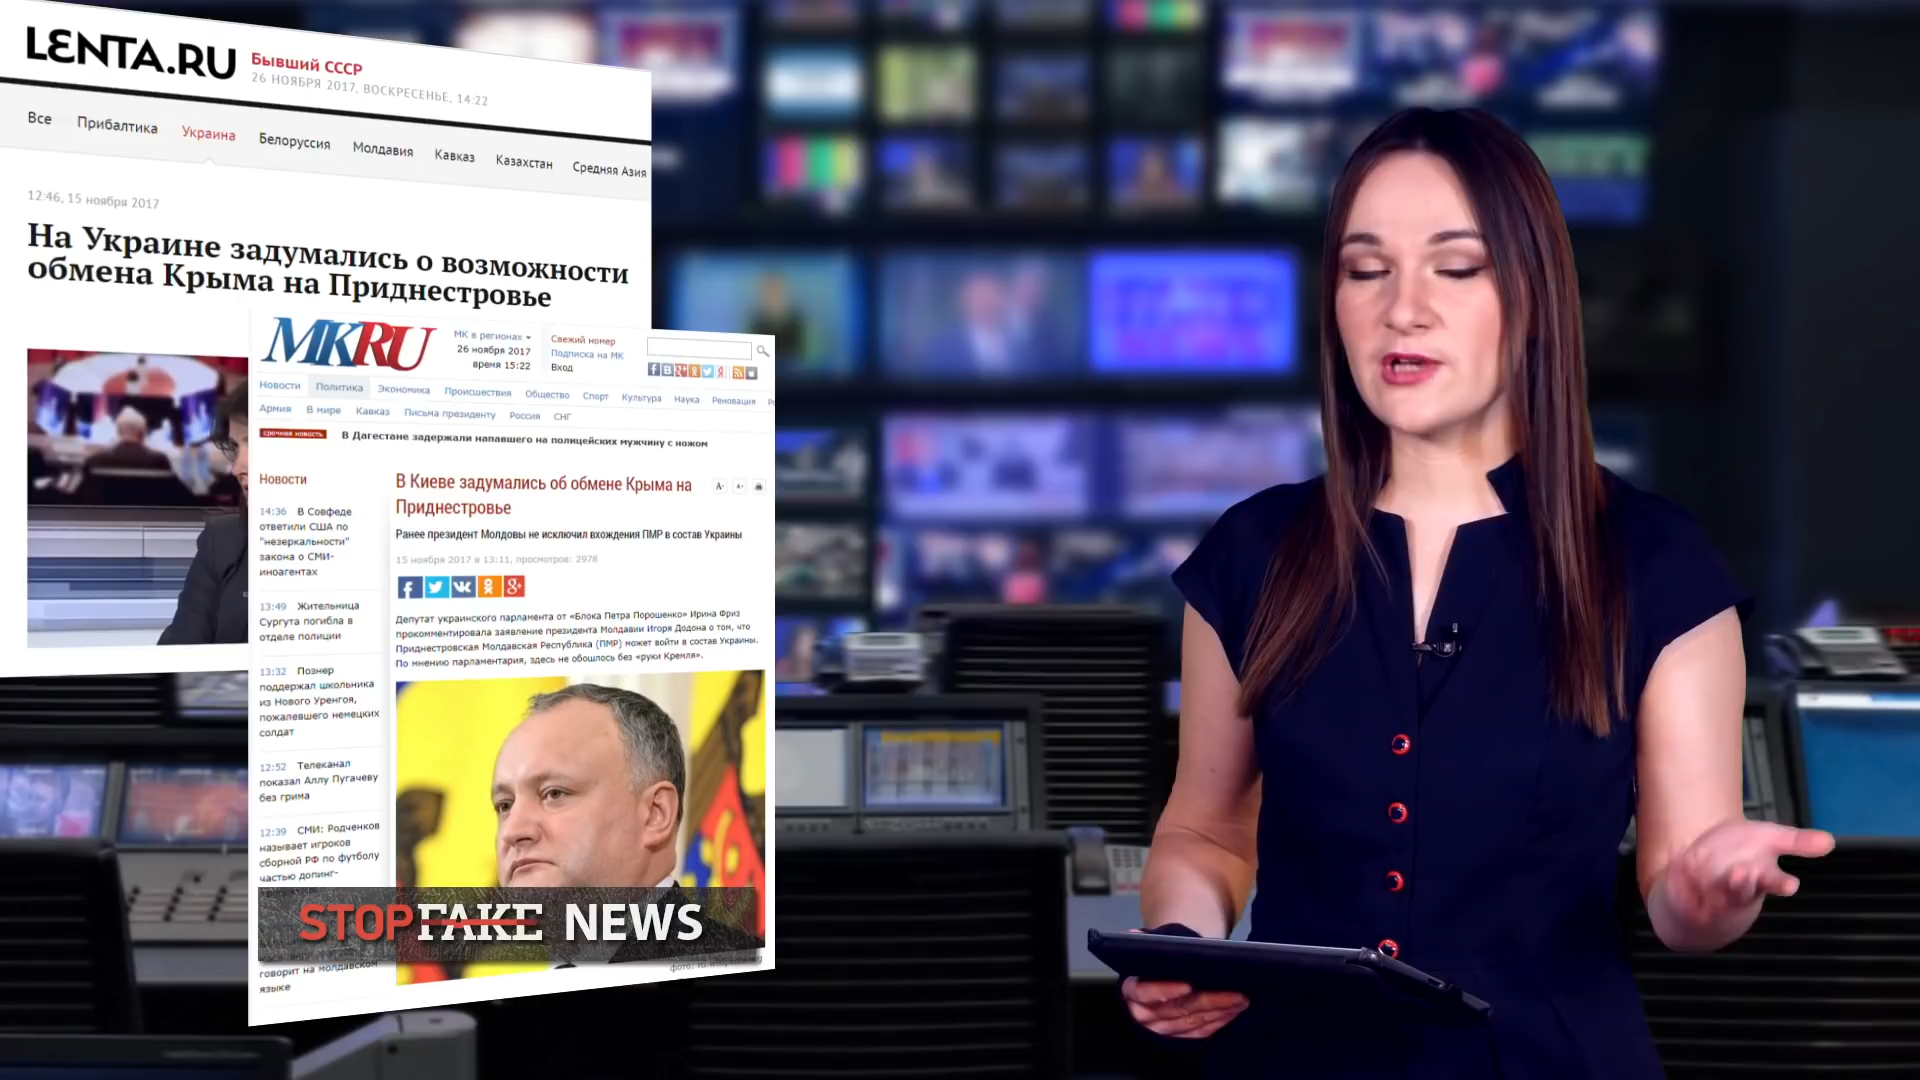 LENTA.RU
Бывший СССР
26 НОЯБРЯ 2017, ВОСКРЕСЕНЬЕ, 14:22
Все Прибалтика Украина Белоруссия Молдавия Кавказ Казахстан Средняя Азия
12:46, 15 ноября 2017
На Украине задумались о возможности
обмена Крыма на Приднестровье
MKRU
МК в регионах
26 ноября 2017
время 15:22
Свежий номер
Подписка на МК
Вход
Новости Политика Экономика Происшествия Общество Спорт Культура Наука Реновация
Армия В мире Кавказ Письма президенту Россия СНГ
срочная новость В Дагестане задержали напавшего на полицейских мужчину с ножом
Новости
14:36 В Совфеде
ответили США по
"незеркальности"
закона о СМИ-
иноагентах
13:49 Жительница
Сургута погибла в
отделе полиции
13:32 Познер
поддержал школьника
из Нового Уренгоя,
пожалевшего немецких
солдат
12:52 Телеканал
показал Аллу Пугачеву
без грима
12:39 СМИ: Родченков
называет игроков
сборной РФ по футболу
частью допинг-
говорит на молдавском
языке
В Киеве задумались об обмене Крыма на
Приднестровье
Ранее президент Молдовы не исключил вхождения ПМР в состав Украины
15 ноября 2017 в 13:11, просмотров: 2978
Депутат украинского парламента от «Блока Петра Порошенко» Ирина Фриз
прокомментировала заявление президента Молдавии Игоря Додона о том, что
Приднестровская Молдавская Республика (ПМР) может войти в состав Украины.
По мнению парламентария, здесь не обошлось без «руки Кремля».
STOPFAKE NEWS